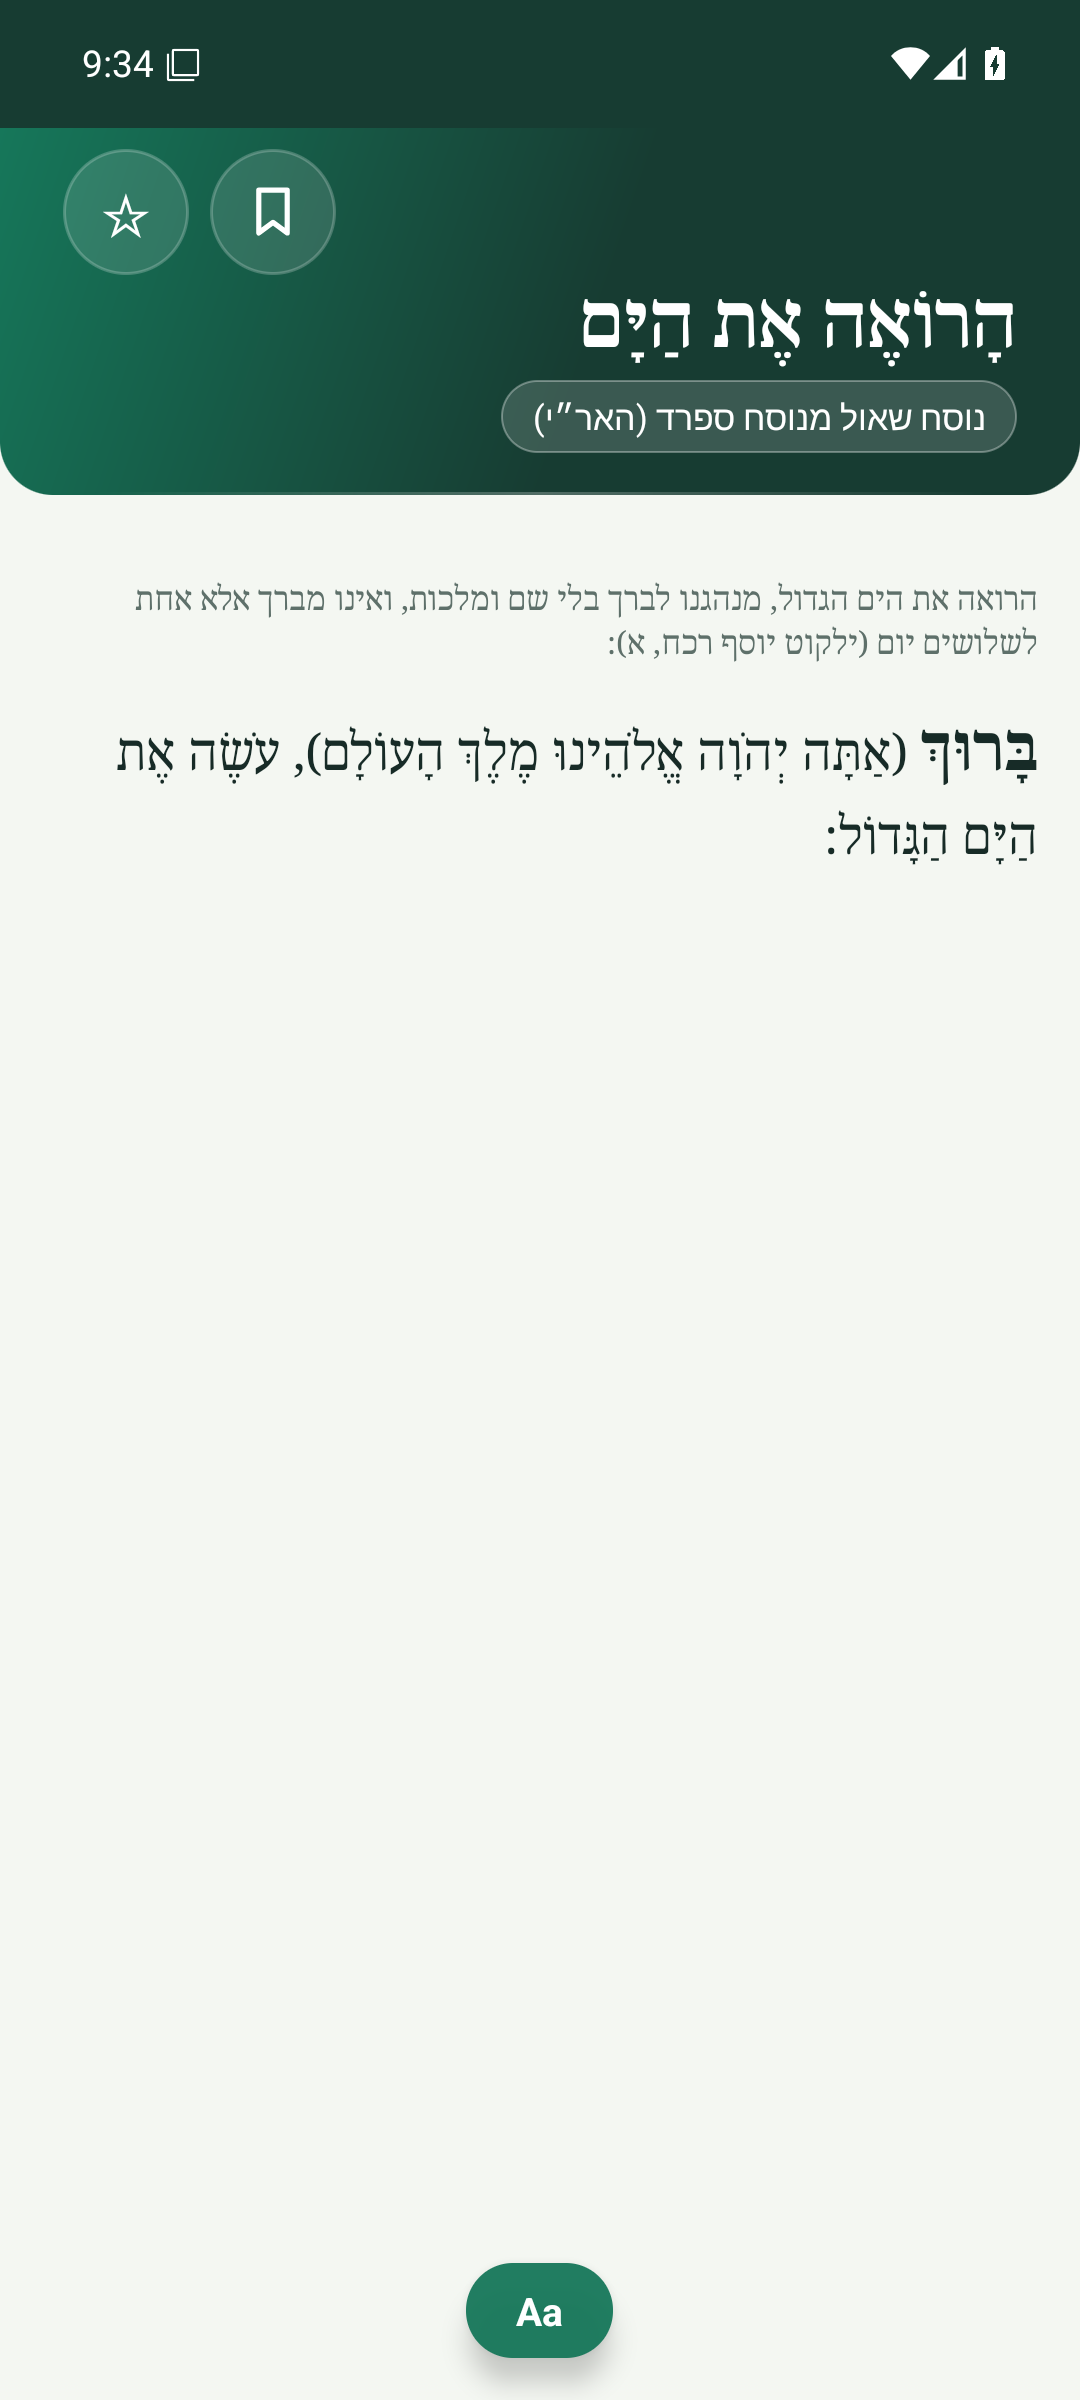 9:34
הָרוֹאֶה אֶת הַיָּם
נוסח שאול מנוסח ספרד (האר״י)
הרואה את הים הגדול, מנהגנו לברך בלי שם ומלכות, ואינו מברך אלא אחת
לשלושים יום (ילקוט יוסף רכח, א):
בָּרוּךְ (אַתָּה יְהֹוָה אֱלֹהֵינוּ מֶלֶךְ הָעוֹלָם), עֹשֶׂה אֶת
הַיָּם הַגָּדוֹל:
Aa